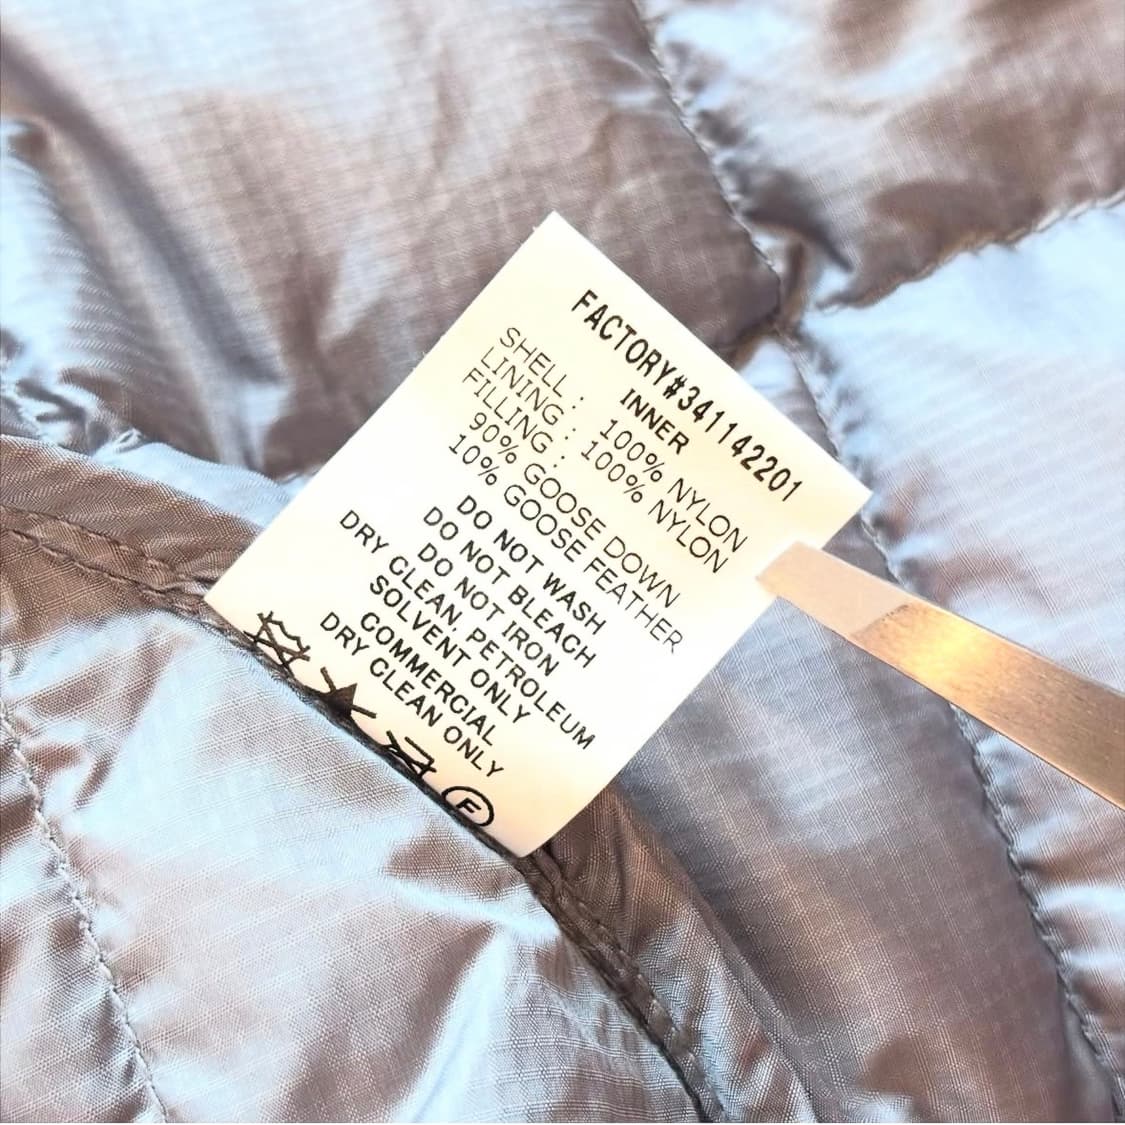 FACTORY#341142201
INNER
SHELL : 100% NYLON
LINING : 100% NYLON
FILLING :
90% GOOSE DOWN
10% GOOSE FEATHER
DO NOT WASH
DO NOT BLEACH
DO NOT IRON
DRY CLEAN, PETROLEUM
SOLVENT ONLY
COMMERCIAL
DRY CLEAN ONLY
F